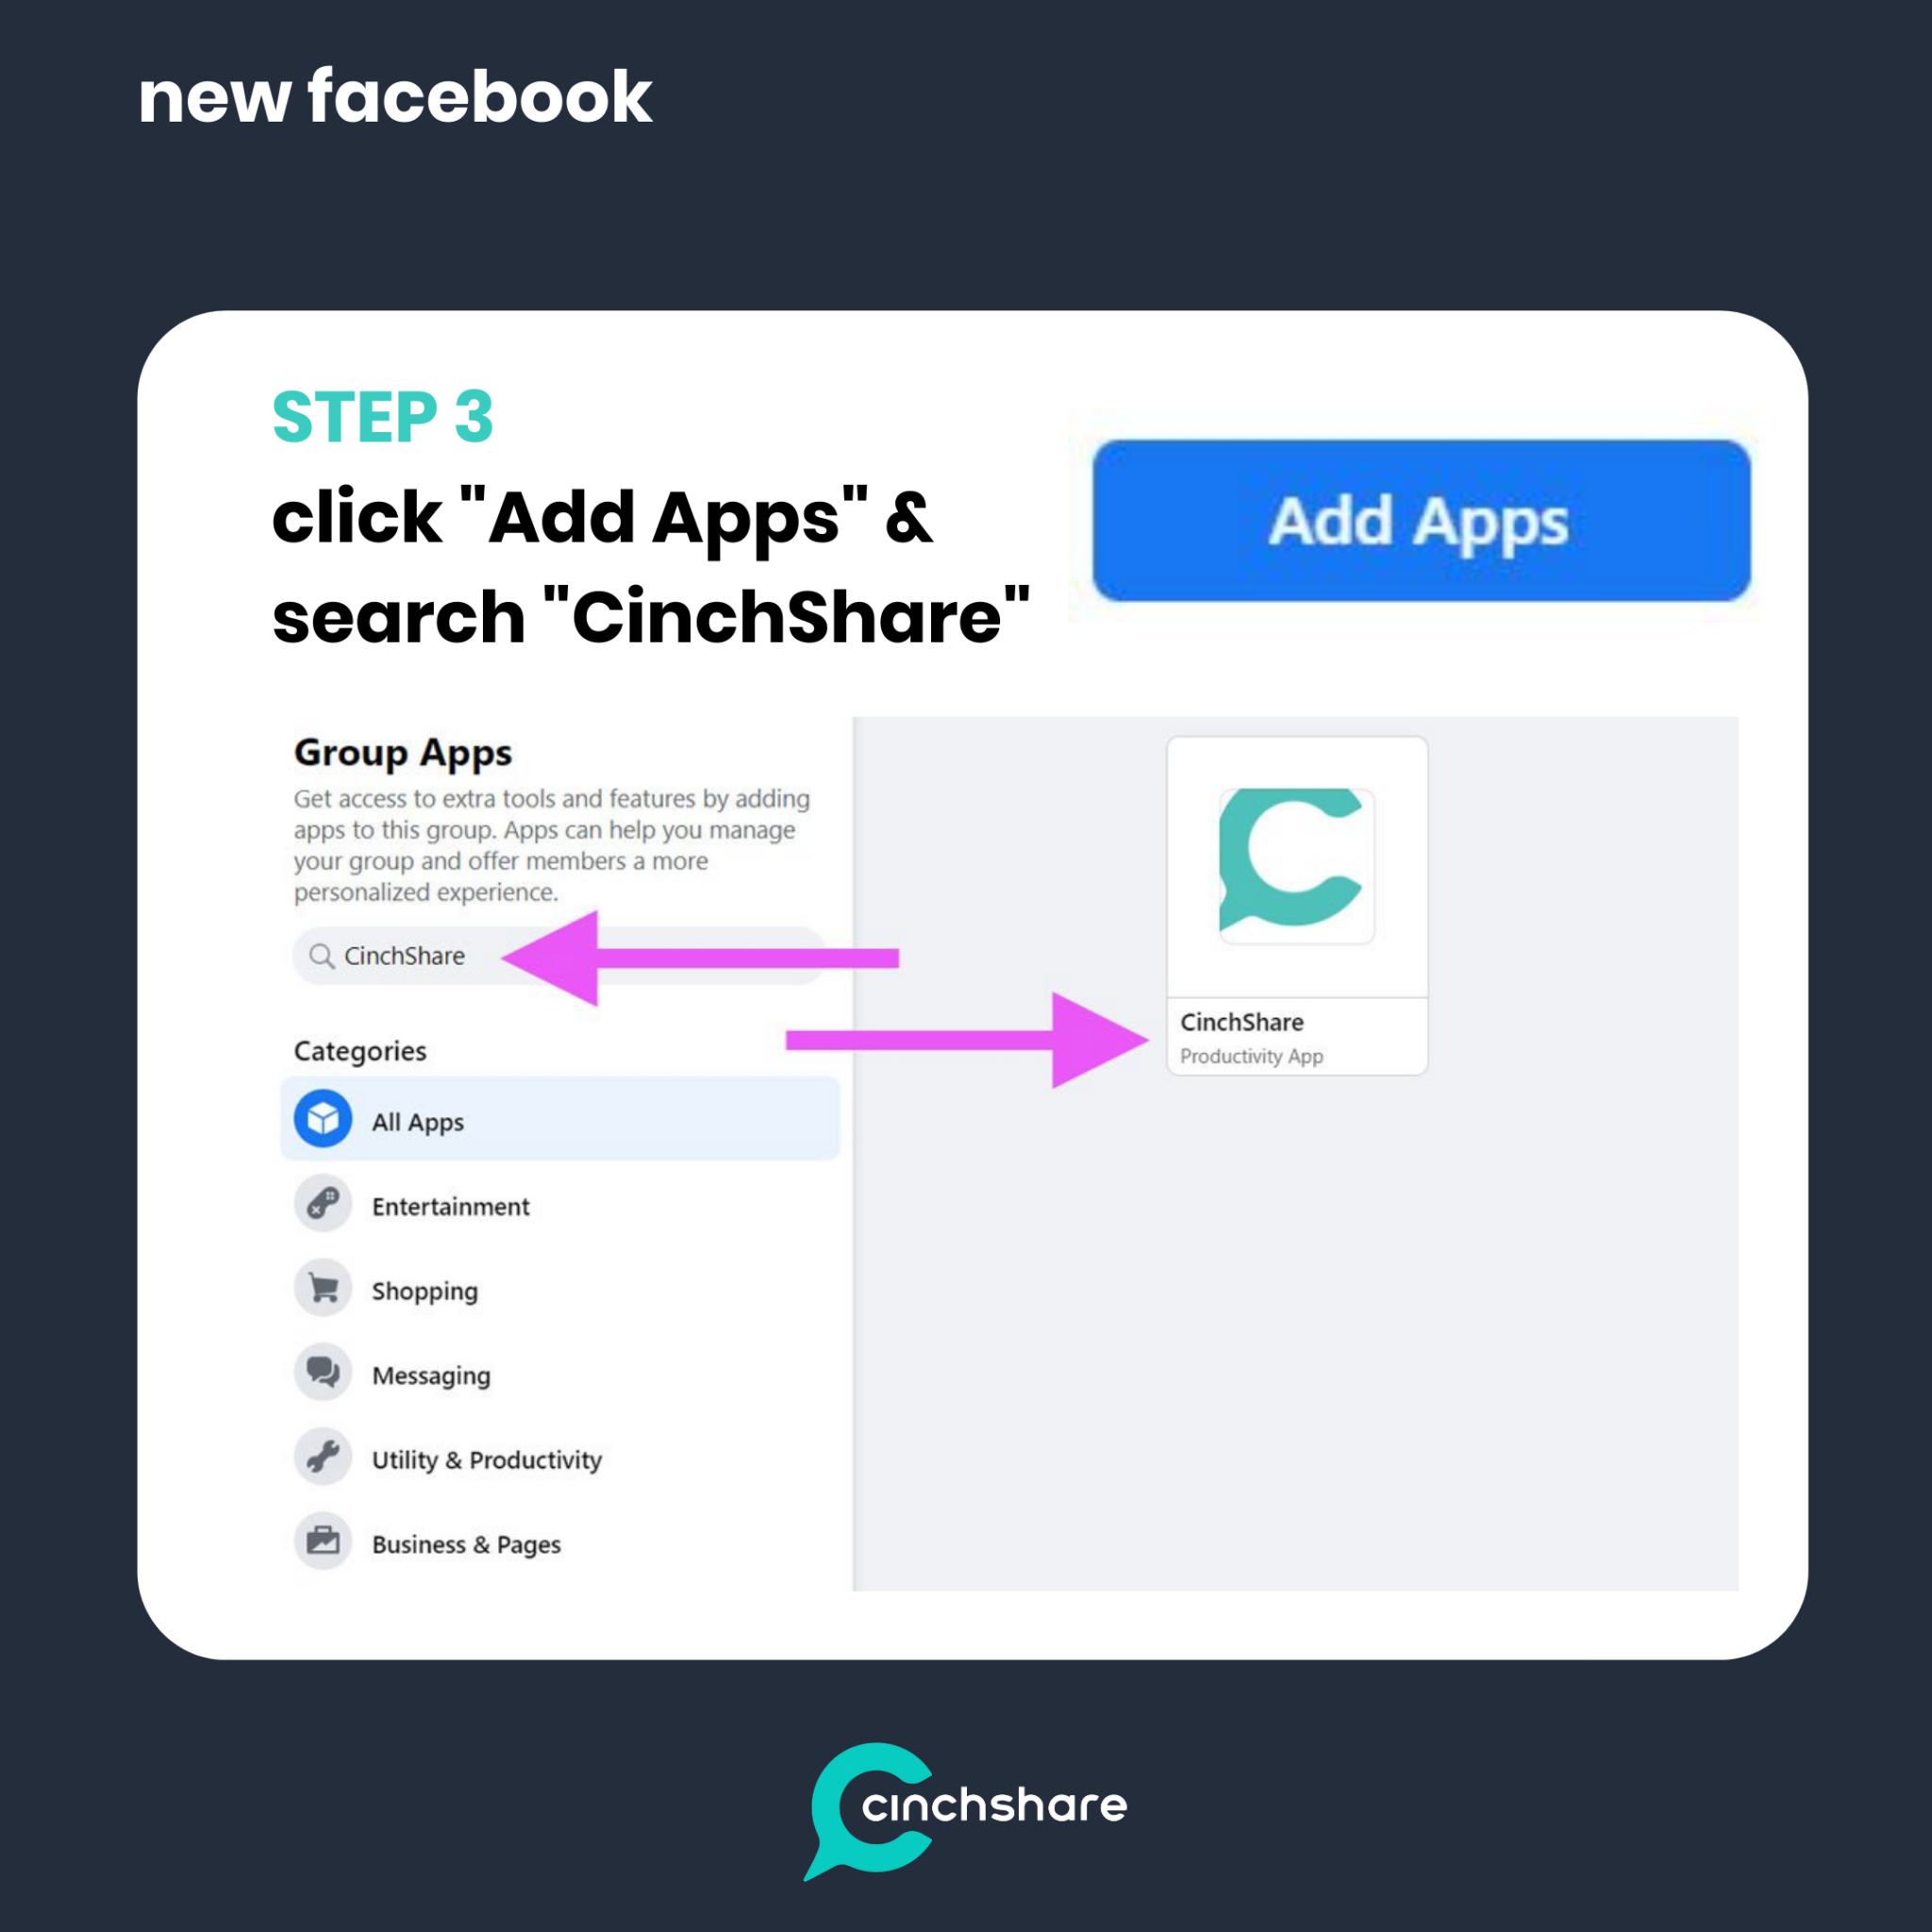 new facebook
STEP 3
click "Add Apps" &
search "CinchShare"
Add Apps
Group Apps
Get access to extra tools and features by adding
apps to this group. Apps can help you manage
your group and offer members a more
personalized experience.
CinchShare
Categories
All Apps
Entertainment
Shopping
Messaging
Utility & Productivity
Business & Pages
CinchShare
Productivity App
cinchshare